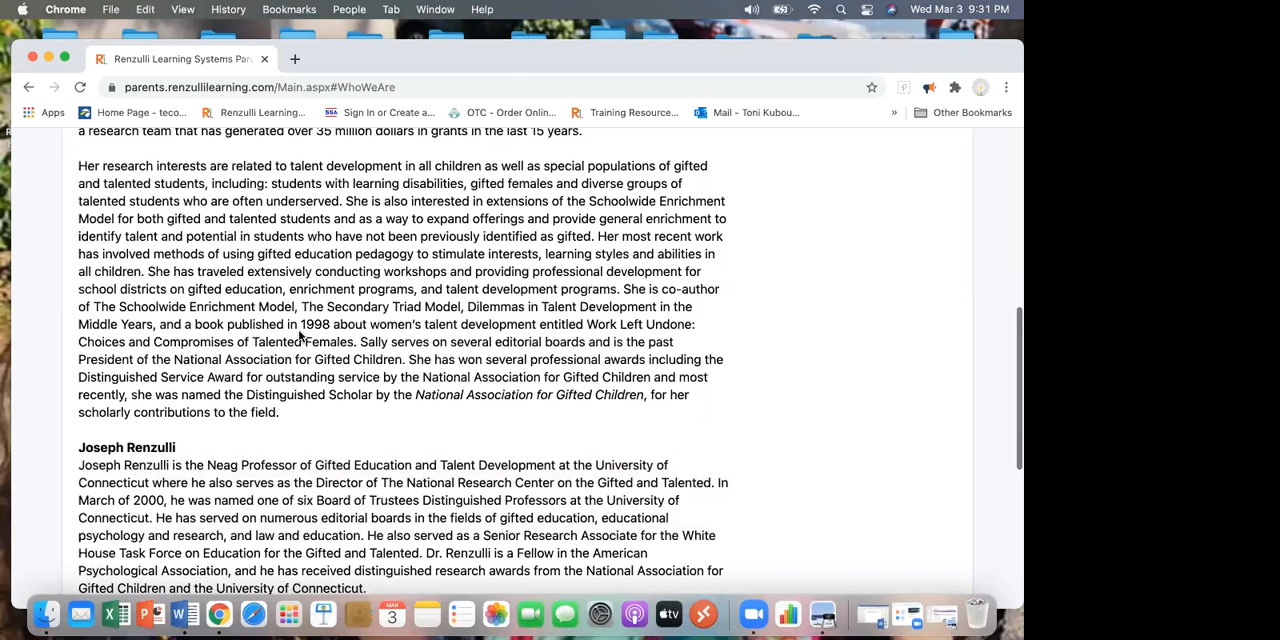 Chrome File Edit View History Bookmarks People Tab Window Help Wed Mar 3 9:31 PM
Renzulli Learning Systems Par
parents.renzullilearning.com/Main.aspx#WhoWeAre
Apps Home Page - teco... Renzulli Learning... SSA Sign In or Create a... OTC - Order Onlin... Training Resource... Mail - Toni Kubou... » Other Bookmarks
a research team that has generated over 35 million dollars in grants in the last 15 years.
Her research interests are related to talent development in all children as well as special populations of gifted
and talented students, including: students with learning disabilities, gifted females and diverse groups of
talented students who are often underserved. She is also interested in extensions of the Schoolwide Enrichment
Model for both gifted and talented students and as a way to expand offerings and provide general enrichment to
identify talent and potential in students who have not been previously identified as gifted. Her most recent work
has involved methods of using gifted education pedagogy to stimulate interests, learning styles and abilities in
all children. She has traveled extensively conducting workshops and providing professional development for
school districts on gifted education, enrichment programs, and talent development programs. She is co-author
of The Schoolwide Enrichment Model, The Secondary Triad Model, Dilemmas in Talent Development in the
Middle Years, and a book published in 1998 about women's talent development entitled Work Left Undone:
Choices and Compromises of Talented Females. Sally serves on several editorial boards and is the past
President of the National Association for Gifted Children. She has won several professional awards including the
Distinguished Service Award for outstanding service by the National Association for Gifted Children and most
recently, she was named the Distinguished Scholar by the National Association for Gifted Children, for her
scholarly contributions to the field.
Joseph Renzulli
Joseph Renzulli is the Neag Professor of Gifted Education and Talent Development at the University of
Connecticut where he also serves as the Director of The National Research Center on the Gifted and Talented. In
March of 2000, he was named one of six Board of Trustees Distinguished Professors at the University of
Connecticut. He has served on numerous editorial boards in the fields of gifted education, educational
psychology and research, and law and education. He also served as a Senior Research Associate for the White
House Task Force on Education for the Gifted and Talented. Dr. Renzulli is a Fellow in the American
Psychological Association, and he has received distinguished research awards from the National Association for
Gifted Children and the University of Connecticut.
MAR
3
tv